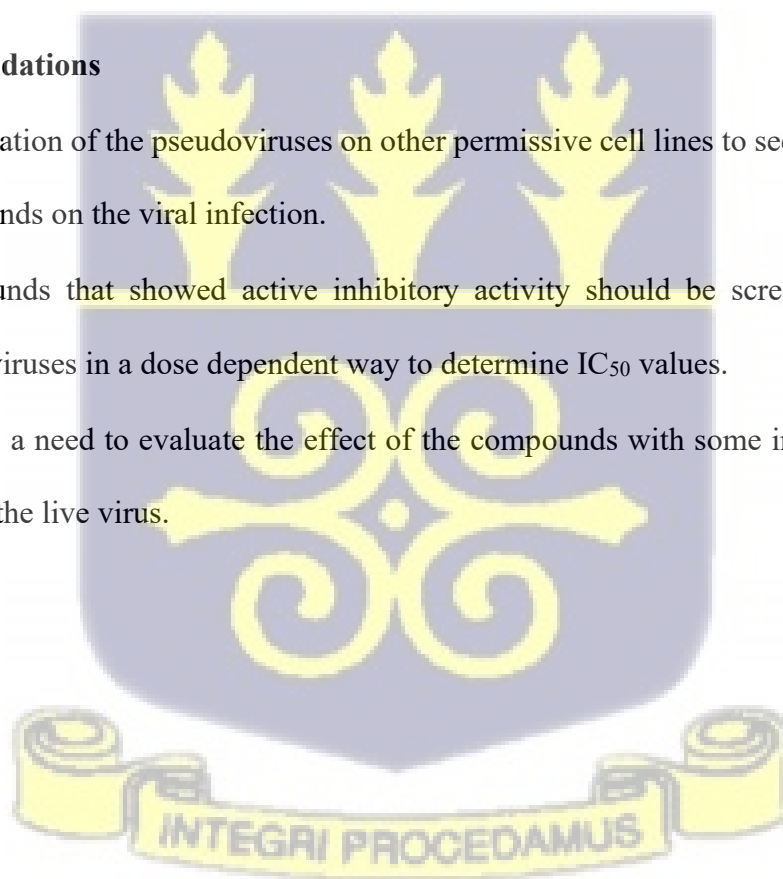 dations
ation of the pseudoviruses on other permissive cell lines to see
nds on the viral infection.
unds that showed active inhibitory activity should be scre
viruses in a dose dependent way to determine IC50 values.
a need to evaluate the effect of the compounds with some in
the live virus.
INTEGRI PROCEDAMUS